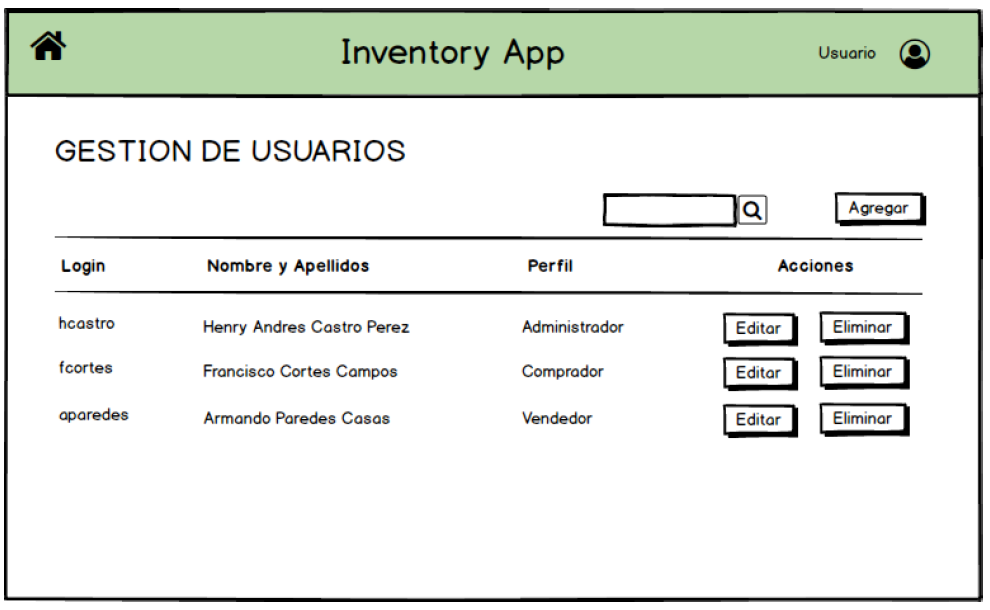 Inventory App
Usuario
GESTION DE USUARIOS
Agregar
Login Nombre y Apellidos Perfil Acciones
hcastro Henry Andres Castro Perez Administrador Editar Eliminar
fcortes Francisco Cortes Campos Comprador Editar Eliminar
aparedes Armando Paredes Casas Vendedor Editar Eliminar